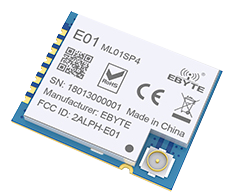 E01 ML01SP4
EBYTE
RoHS
CE
SN: 18013000001
Manufacturer: EBYTE
Made in China
FCC ID: 2ALPH-E01